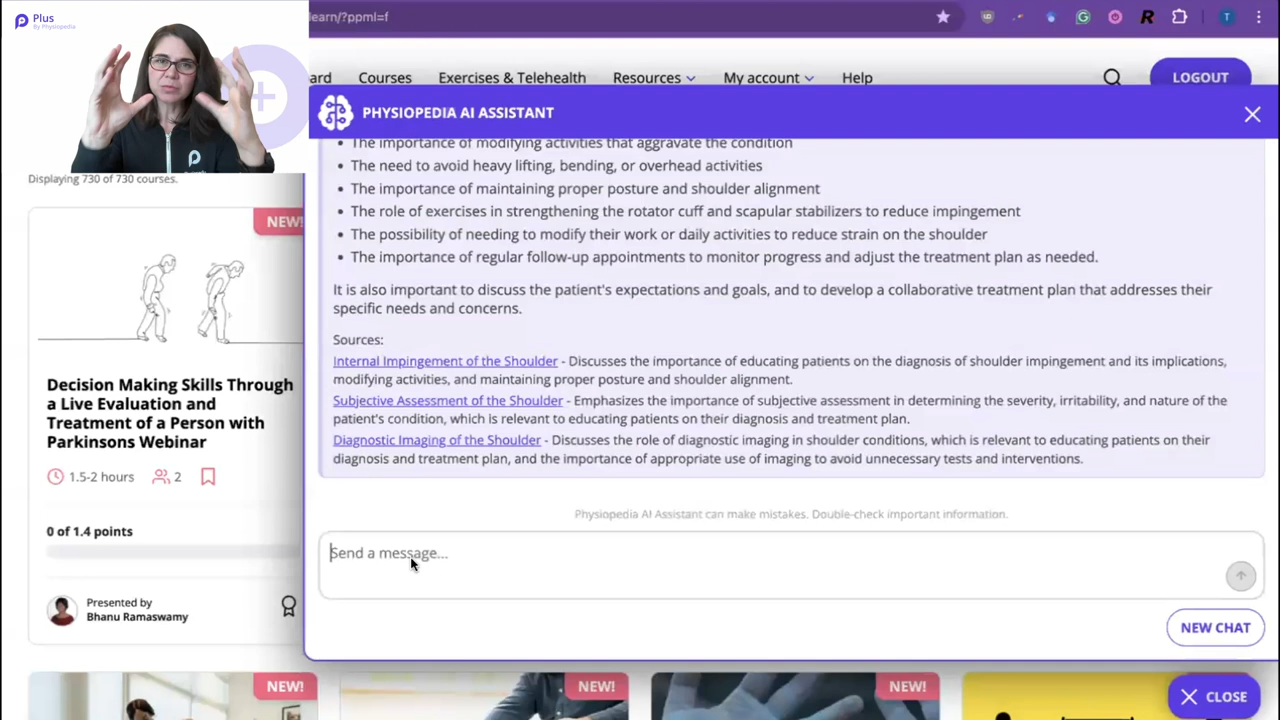 Plus
By Physiopedia
learn/?ppml=f
T
ard
Courses
Exercises & Telehealth
Resources
My account
Help
LOGOUT
PHYSIOPEDIA AI ASSISTANT
• The importance of modifying activities that aggravate the condition
• The need to avoid heavy lifting, bending, or overhead activities
• The importance of maintaining proper posture and shoulder alignment
• The role of exercises in strengthening the rotator cuff and scapular stabilizers to reduce impingement
• The possibility of needing to modify their work or daily activities to reduce strain on the shoulder
• The importance of regular follow-up appointments to monitor progress and adjust the treatment plan as needed.
It is also important to discuss the patient's expectations and goals, and to develop a collaborative treatment plan that addresses their
specific needs and concerns.
Sources:
Internal Impingement of the Shoulder - Discusses the importance of educating patients on the diagnosis of shoulder impingement and its implications,
modifying activities, and maintaining proper posture and shoulder alignment.
Subjective Assessment of the Shoulder - Emphasizes the importance of subjective assessment in determining the severity, irritability, and nature of the
patient's condition, which is relevant to educating patients on their diagnosis and treatment plan.
Diagnostic Imaging of the Shoulder - Discusses the role of diagnostic imaging in shoulder conditions, which is relevant to educating patients on their
diagnosis and treatment plan, and the importance of appropriate use of imaging to avoid unnecessary tests and interventions.
Physiopedia AI Assistant can make mistakes. Double-check important information.
Send a message...
NEW CHAT
Displaying 730 of 730 courses.
NEW!
Decision Making Skills Through
a Live Evaluation and
Treatment of a Person with
Parkinsons Webinar
1.5-2 hours
2
0 of 1.4 points
Presented by
Bhanu Ramaswamy
NEW!
NEW!
NEW!
CLOSE